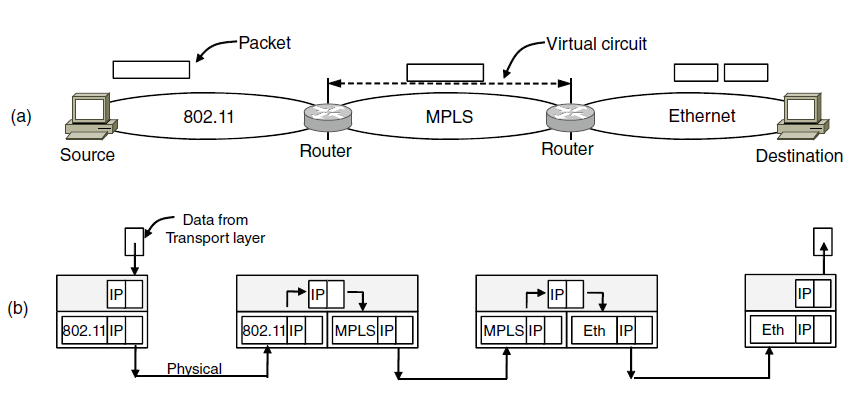 Packet
Virtual circuit
(a)
802.11
MPLS
Ethernet
Source
Router
Router
Destination
Data from
Transport layer
(b)
IP
IP
IP
IP
802.11 IP
802.11 IP
MPLS IP
MPLS IP
Eth IP
Eth IP
Physical